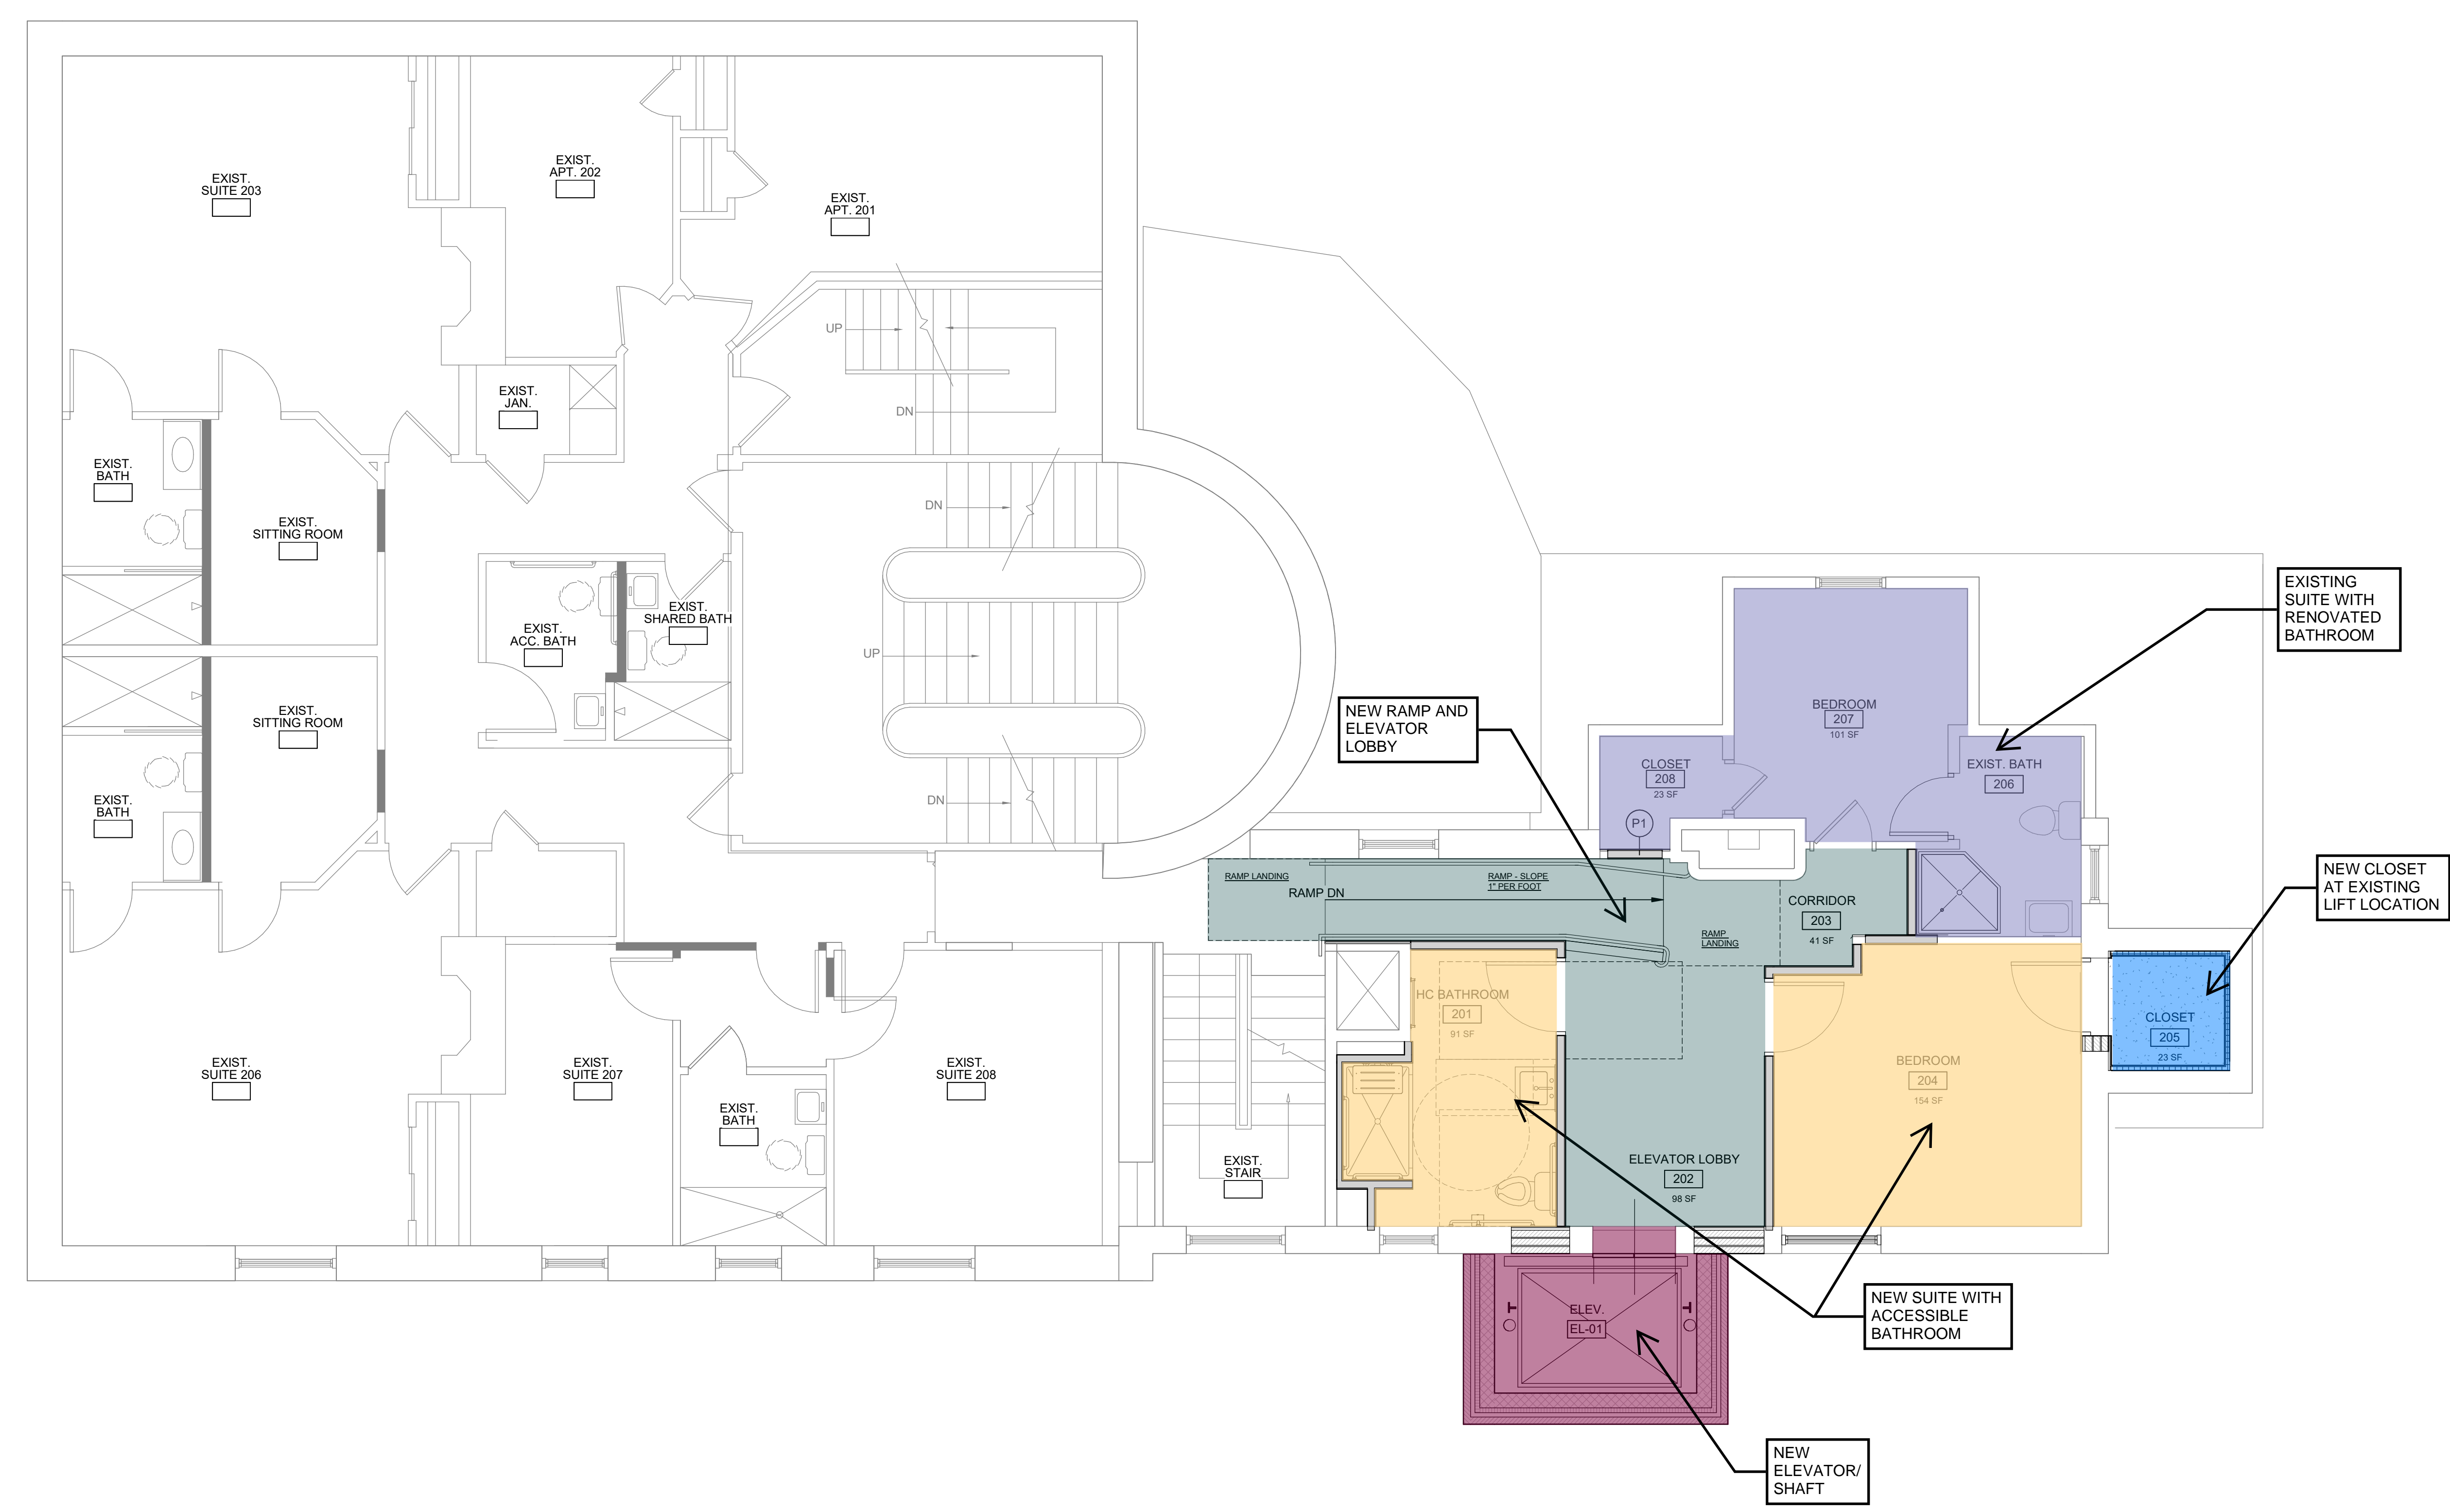 EXIST.
SUITE 203
EXIST.
APT. 202
EXIST.
APT. 201
UP
DN
EXIST.
JAN.
EXIST.
BATH
EXIST.
SITTING ROOM
DN
EXIST.
SHARED BATH
EXIST.
ACC. BATH
UP
EXIST.
SITTING ROOM
EXIST.
BATH
DN
EXISTING
SUITE WITH
RENOVATED
BATHROOM
NEW RAMP AND
ELEVATOR
LOBBY
BEDROOM
207
101 SF
CLOSET
208
23 SF
EXIST. BATH
206
P1
NEW CLOSET
AT EXISTING
LIFT LOCATION
RAMP LANDING
RAMP - SLOPE
1" PER FOOT
RAMP DN
CORRIDOR
203
41 SF
RAMP
LANDING
HC BATHROOM
201
91 SF
CLOSET
205
23 SF
BEDROOM
204
154 SF
EXIST.
SUITE 206
EXIST.
SUITE 207
EXIST.
SUITE 208
EXIST.
BATH
EXIST.
STAIR
ELEVATOR LOBBY
202
98 SF
ELEV.
EL-01
NEW SUITE WITH
ACCESSIBLE
BATHROOM
NEW
ELEVATOR/
SHAFT